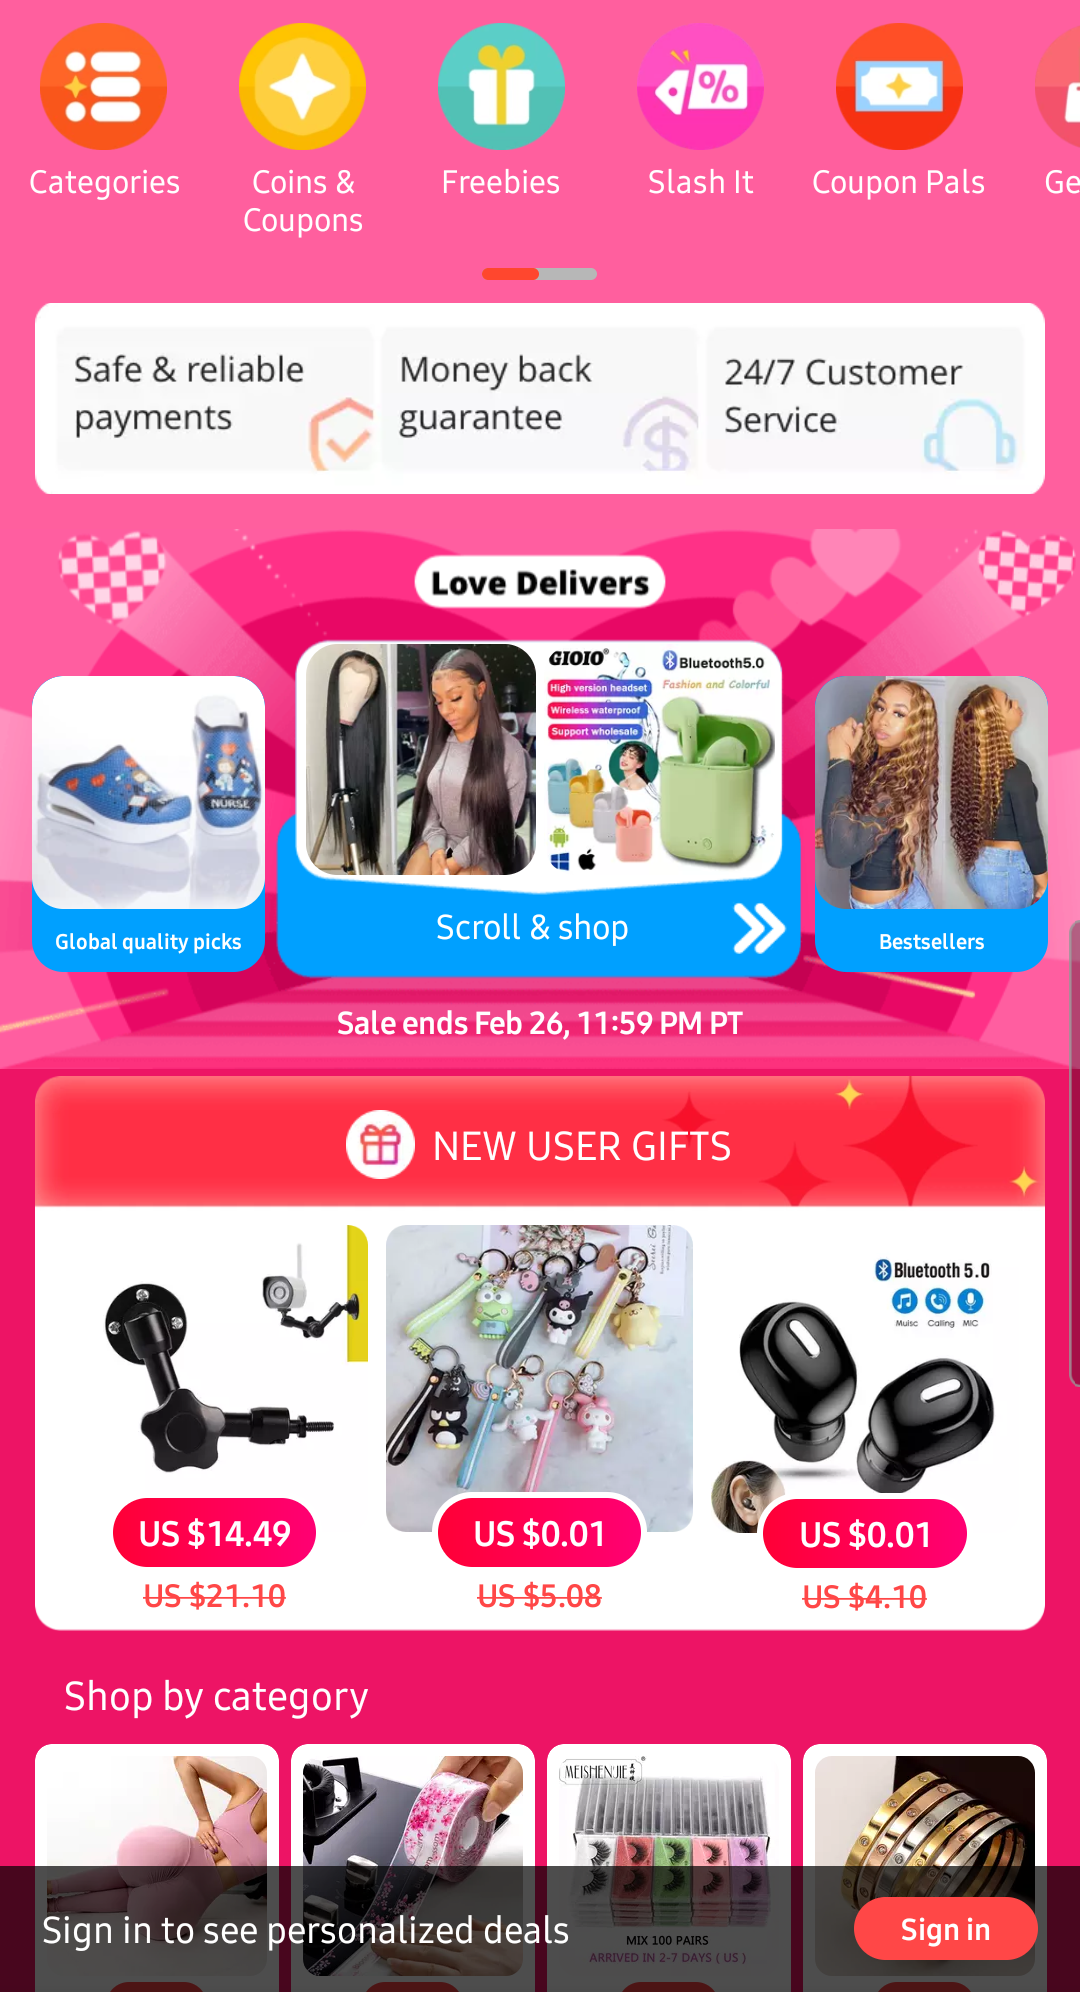 Categories
Coins &
Coupons
Freebies
Slash It
Coupon Pals
Ge
Safe & reliable
payments
Money back
guarantee
24/7 Customer
Service
Love Delivers
GIOIO
Bluetooth5.0
High version headset
Fashion and Colorful
Wireless waterproof
Support wholesale
NURSE
Global quality picks
Scroll & shop
Bestsellers
Sale ends Feb 26, 11:59 PM PT
NEW USER GIFTS
Bluetooth 5.0
Muisc Calling MIC
US $14.49
US $0.01
US $0.01
US $21.10
US $5.08
US $4.10
Shop by category
MEISHENJIE
Sign in to see personalized deals
Sign in
MIX 100 PAIRS
ARRIVED IN 2-7 DAYS ( US )